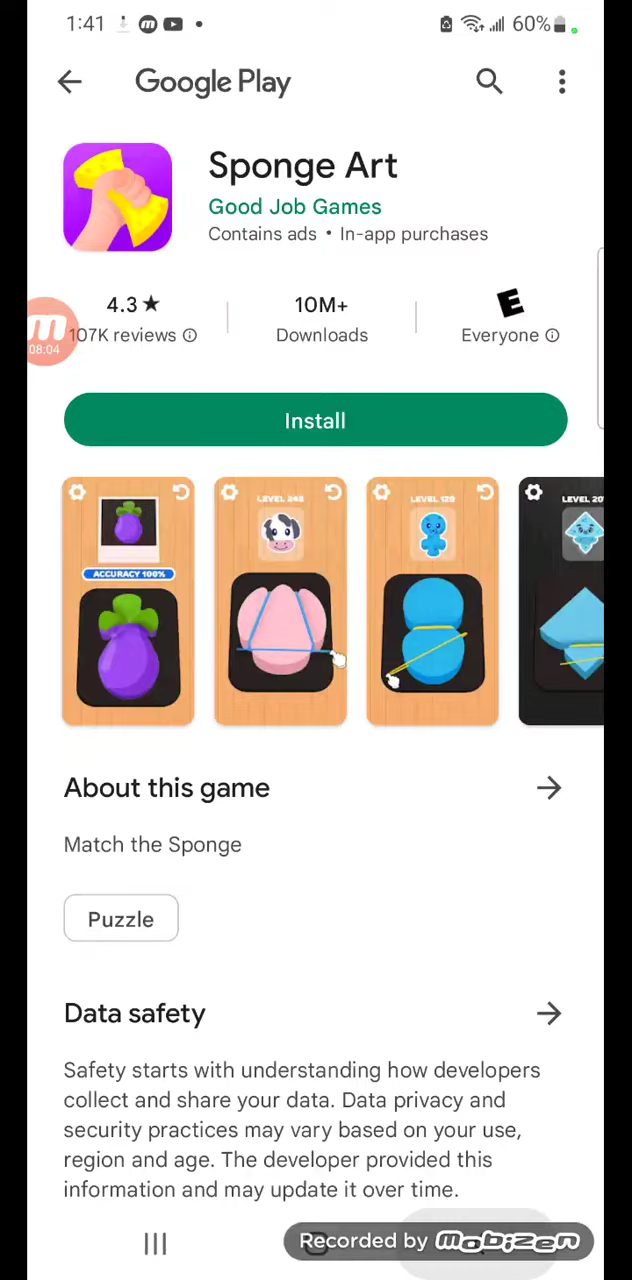 1:41
60%
Google Play
Sponge Art
Good Job Games
Contains ads • In-app purchases
4.3★
10M+
E
m
08:04
107K reviews
Downloads
Everyone
Install
LEVEL 248
LEVEL 129
LEVEL 20
ACCURACY 100%
About this game
Match the Sponge
Puzzle
Data safety
Safety starts with understanding how developers
collect and share your data. Data privacy and
security practices may vary based on your use,
region and age. The developer provided this
information and may update it over time.
Recorded by mobizen